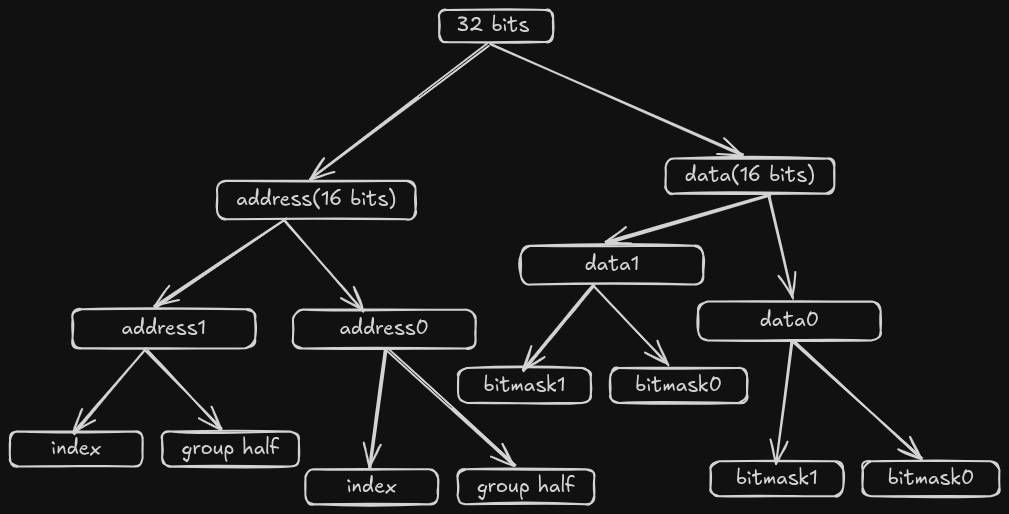 32 bits
address(16 bits)
data(16 bits)
data1
data0
address1
address0
bitmask1
bitmask0
index
group half
index
group half
bitmask1
bitmask0